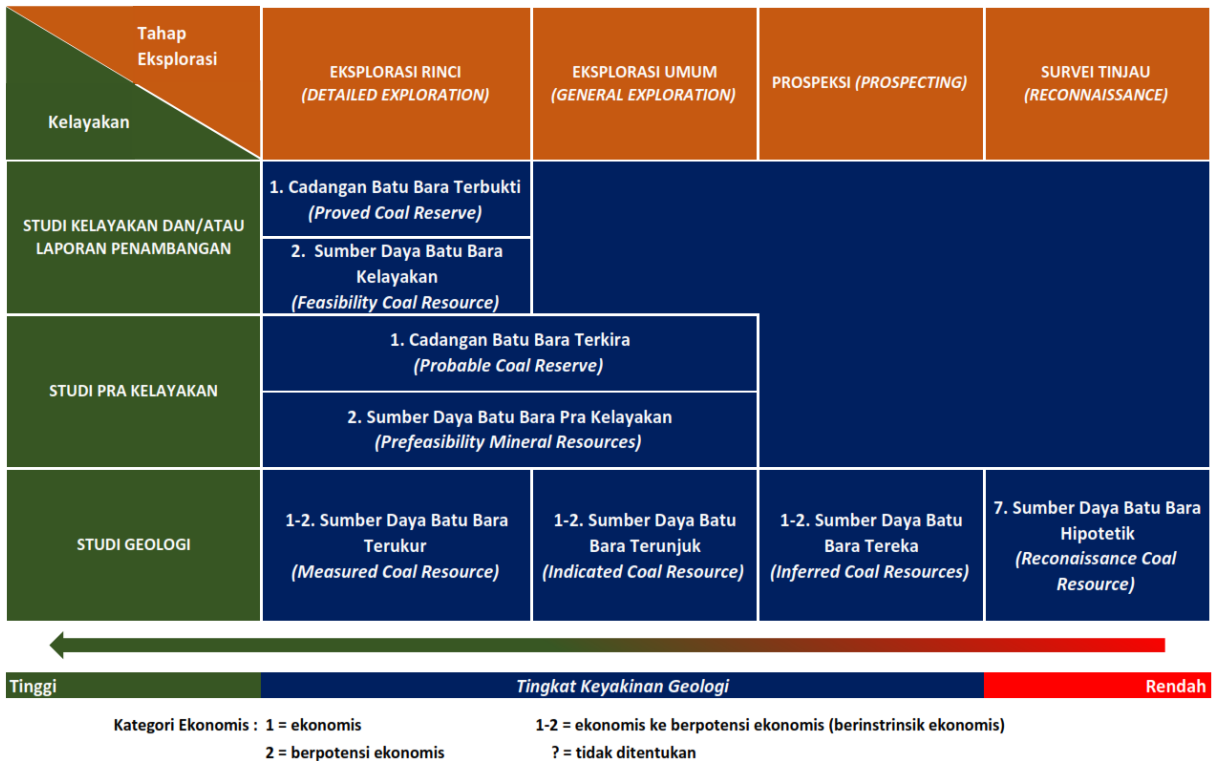 Tahap
Eksplorasi
Kelayakan
EKSPLORASI RINCI
(DETAILED EXPLORATION)
EKSPLORASI UMUM
(GENERAL EXPLORATION)
PROSPEKSI (PROSPECTING)
SURVEI TINJAU
(RECONNAISSANCE)
STUDI KELAYAKAN DAN/ATAU
LAPORAN PENAMBANGAN
1. Cadangan Batu Bara Terbukti
(Proved Coal Reserve)
2. Sumber Daya Batu Bara
Kelayakan
(Feasibility Coal Resource)
STUDI PRA KELAYAKAN
1. Cadangan Batu Bara Terkira
(Probable Coal Reserve)
2. Sumber Daya Batu Bara Pra Kelayakan
(Prefeasibility Mineral Resources)
STUDI GEOLOGI
1-2. Sumber Daya Batu Bara
Terukur
(Measured Coal Resource)
1-2. Sumber Daya Batu
Bara Terunjuk
(Indicated Coal Resource)
1-2. Sumber Daya Batu
Bara Tereka
(Inferred Coal Resources)
7. Sumber Daya Batu Bara
Hipotetik
(Reconaissance Coal
Resource)
Tinggi
Tingkat Keyakinan Geologi
Rendah
Kategori Ekonomis : 1 = ekonomis
1-2 = ekonomis ke berpotensi ekonomis (berinstrinsik ekonomis)
2 = berpotensi ekonomis
? = tidak ditentukan